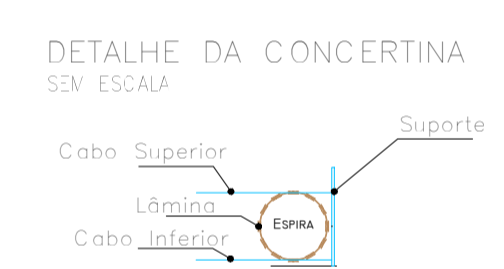 DETALHE DA CONCERTINA
SEM ESCALA
Suporte
Cabo Superior
Lâmina
ESPIRA
Cabo Inferior